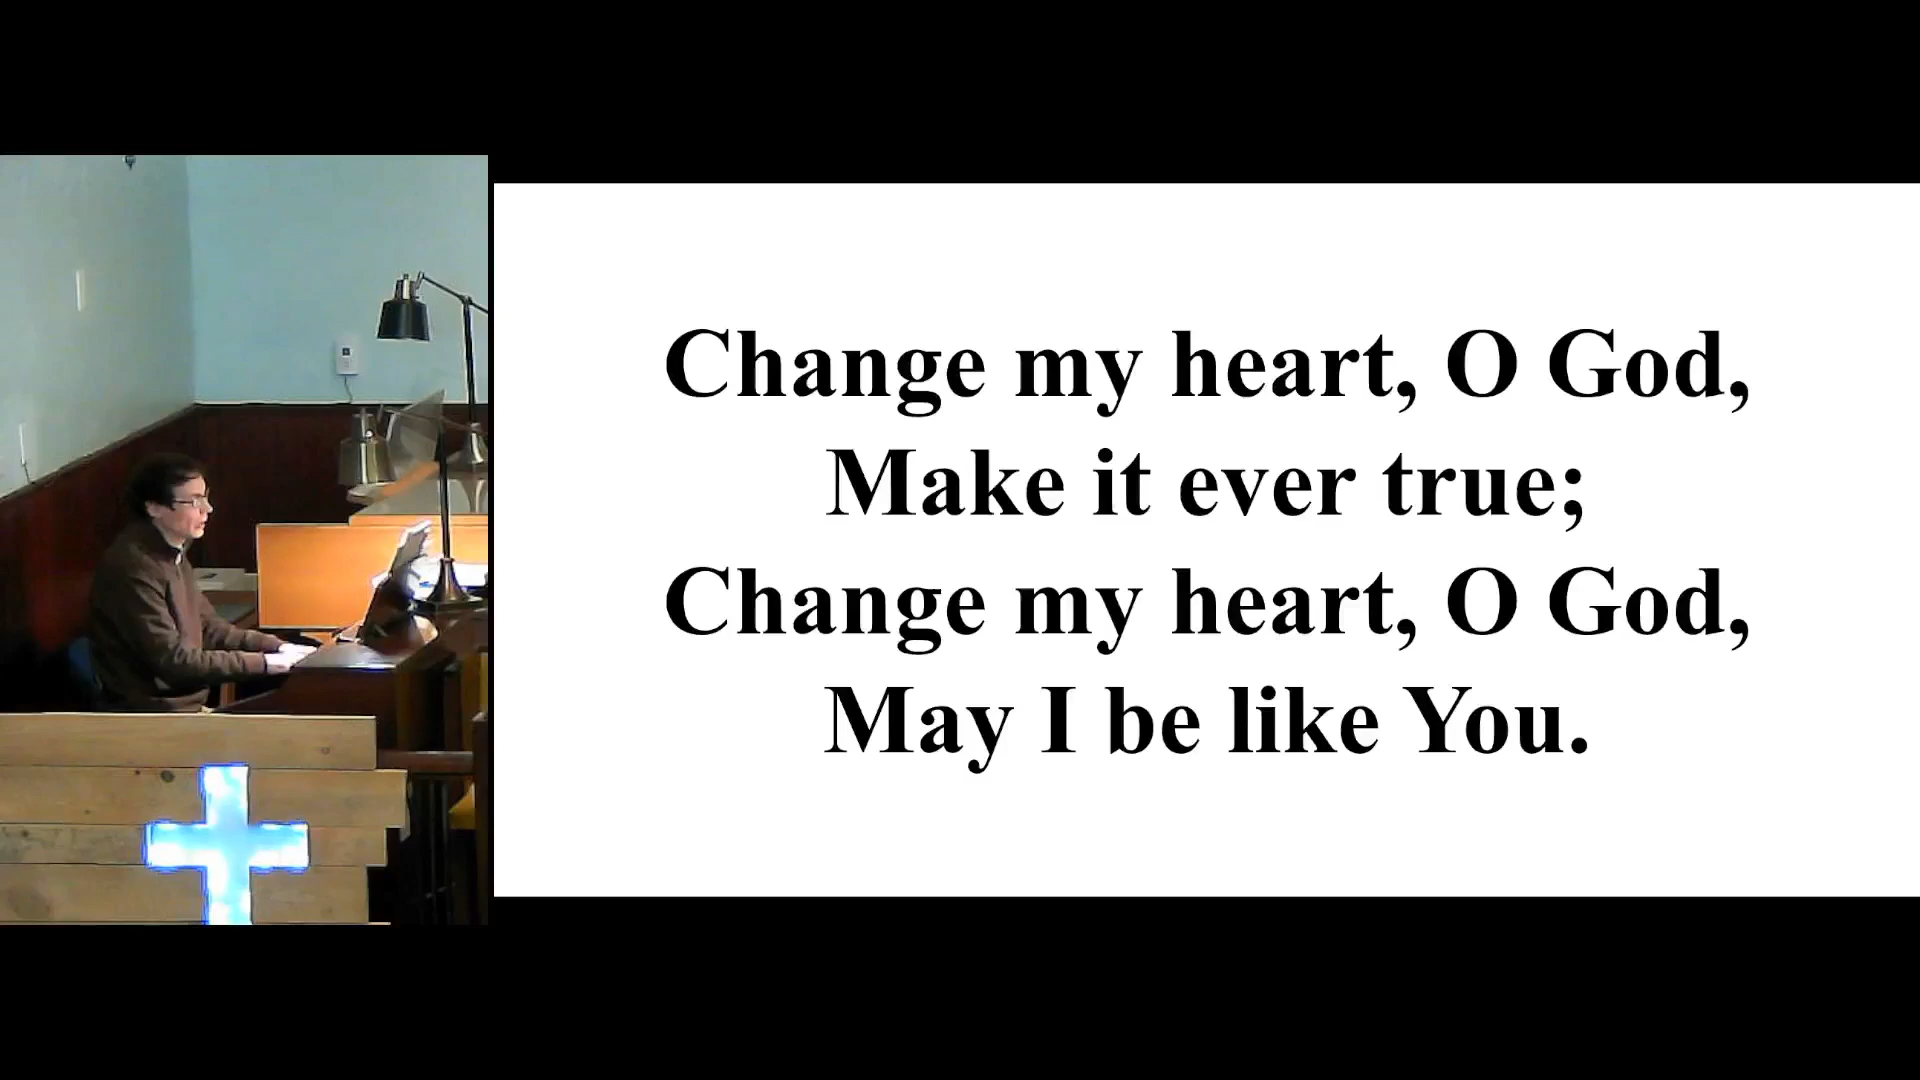 Change my heart, O God,
Make it ever true;
Change my heart, O God,
May I be like You.